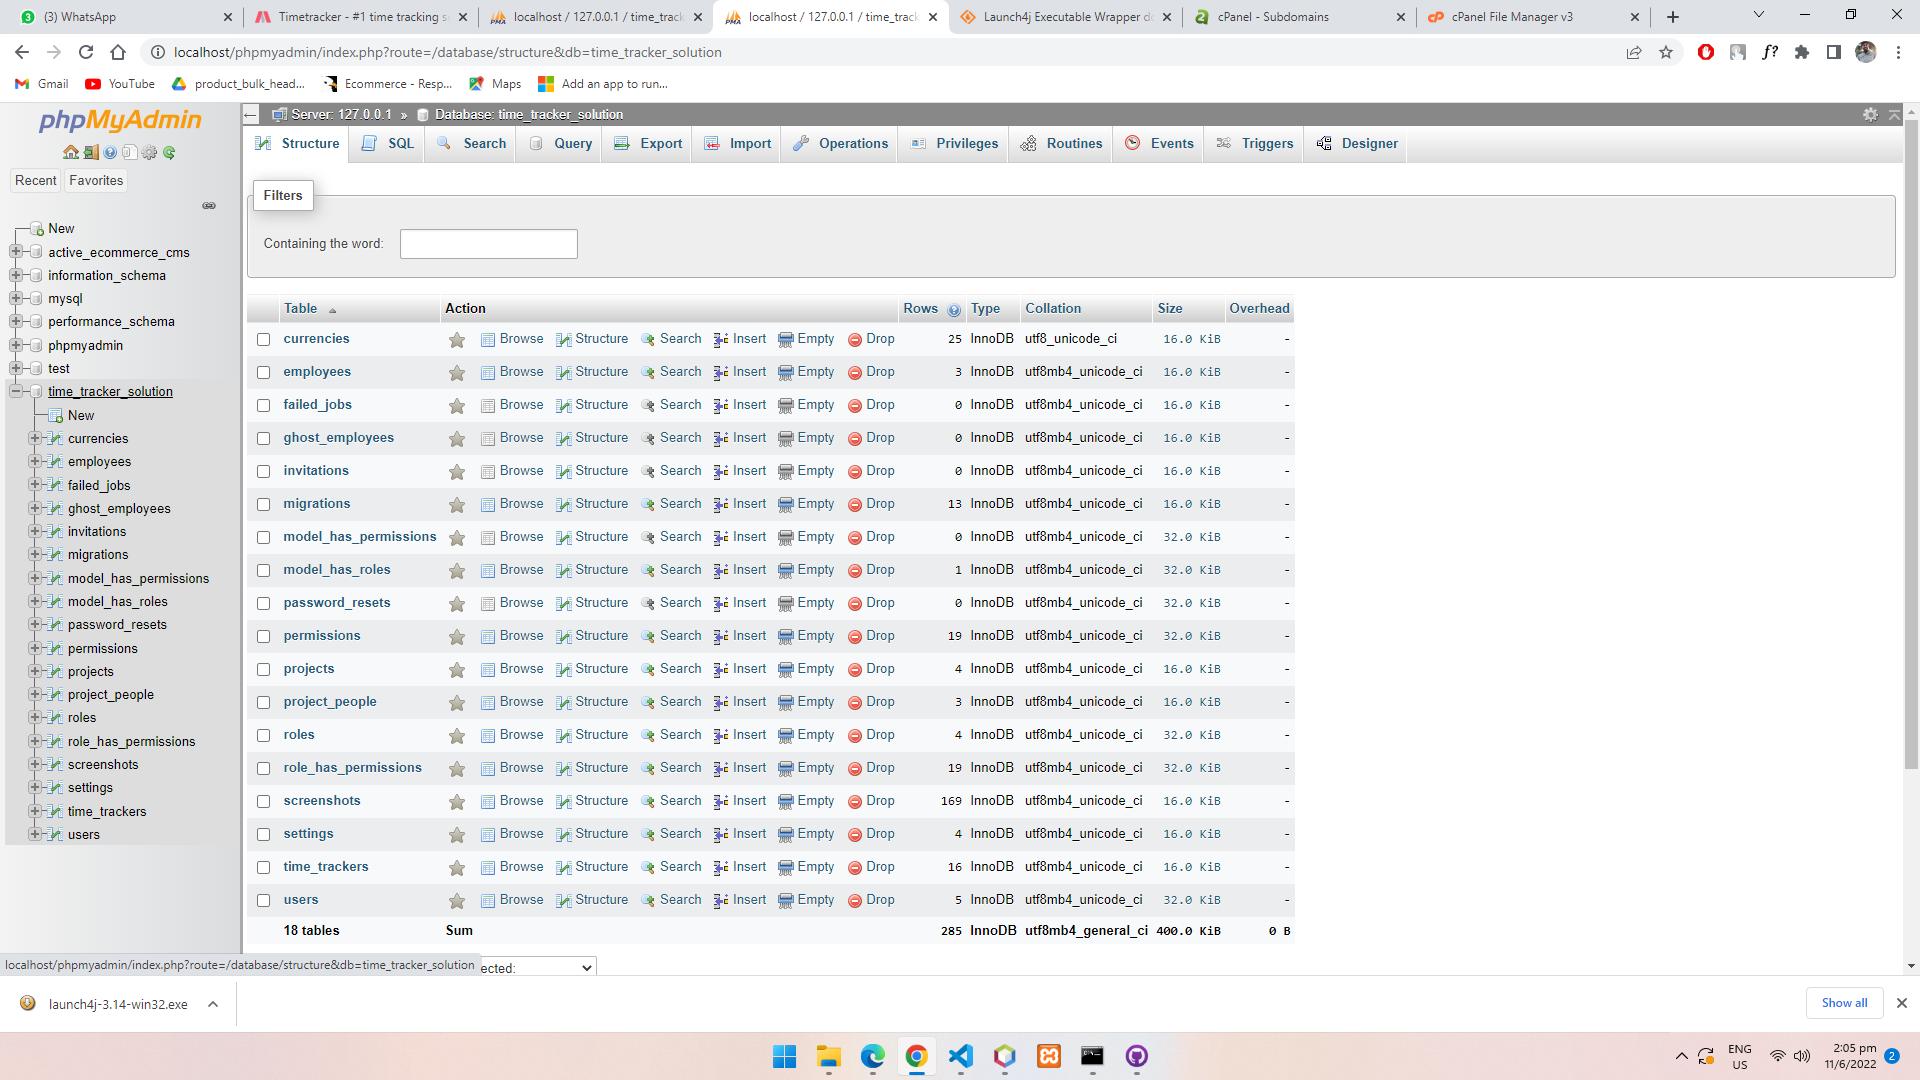 (3) WhatsApp
Timetracker - #1 time tracking s
localhost / 127.0.0.1 / time_track
localhost / 127.0.0.1 / time_track
Launch4j Executable Wrapper do
cPanel - Subdomains
cPanel File Manager v3
localhost/phpmyadmin/index.php?route=/database/structure&db=time_tracker_solution
Gmail
YouTube
product_bulk_head...
Ecommerce - Resp...
Maps
Add an app to run...
phpMyAdmin
Recent
Favorites
New
active_ecommerce_cms
information_schema
mysql
performance_schema
phpmyadmin
test
time_tracker_solution
New
currencies
employees
failed_jobs
ghost_employees
invitations
migrations
model_has_permissions
model_has_roles
password_resets
permissions
projects
project_people
roles
role_has_permissions
screenshots
settings
time_trackers
users
Server: 127.0.0.1 » Database: time_tracker_solution
Structure SQL Search Query Export Import Operations Privileges Routines Events Triggers Designer
Filters
Containing the word:
Table Action Rows Type Collation Size Overhead
currencies Browse Structure Search Insert Empty Drop 25 InnoDB utf8_unicode_ci 16.0 KiB -
employees Browse Structure Search Insert Empty Drop 3 InnoDB utf8mb4_unicode_ci 16.0 KiB -
failed_jobs Browse Structure Search Insert Empty Drop 0 InnoDB utf8mb4_unicode_ci 16.0 KiB -
ghost_employees Browse Structure Search Insert Empty Drop 0 InnoDB utf8mb4_unicode_ci 16.0 KiB -
invitations Browse Structure Search Insert Empty Drop 0 InnoDB utf8mb4_unicode_ci 16.0 KiB -
migrations Browse Structure Search Insert Empty Drop 13 InnoDB utf8mb4_unicode_ci 16.0 KiB -
model_has_permissions Browse Structure Search Insert Empty Drop 0 InnoDB utf8mb4_unicode_ci 32.0 KiB -
model_has_roles Browse Structure Search Insert Empty Drop 1 InnoDB utf8mb4_unicode_ci 32.0 KiB -
password_resets Browse Structure Search Insert Empty Drop 0 InnoDB utf8mb4_unicode_ci 32.0 KiB -
permissions Browse Structure Search Insert Empty Drop 19 InnoDB utf8mb4_unicode_ci 32.0 KiB -
projects Browse Structure Search Insert Empty Drop 4 InnoDB utf8mb4_unicode_ci 16.0 KiB -
project_people Browse Structure Search Insert Empty Drop 3 InnoDB utf8mb4_unicode_ci 16.0 KiB -
roles Browse Structure Search Insert Empty Drop 4 InnoDB utf8mb4_unicode_ci 32.0 KiB -
role_has_permissions Browse Structure Search Insert Empty Drop 19 InnoDB utf8mb4_unicode_ci 32.0 KiB -
screenshots Browse Structure Search Insert Empty Drop 169 InnoDB utf8mb4_unicode_ci 16.0 KiB -
settings Browse Structure Search Insert Empty Drop 4 InnoDB utf8mb4_unicode_ci 16.0 KiB -
time_trackers Browse Structure Search Insert Empty Drop 16 InnoDB utf8mb4_unicode_ci 16.0 KiB -
users Browse Structure Search Insert Empty Drop 5 InnoDB utf8mb4_unicode_ci 32.0 KiB -
18 tables Sum 285 InnoDB utf8mb4_general_ci 400.0 KiB 0 B
localhost/phpmyadmin/index.php?route=/database/structure&db=time_tracker_solution
ected:
launch4j-3.14-win32.exe
Show all
ENG
US
2:05 pm
11/6/2022
2